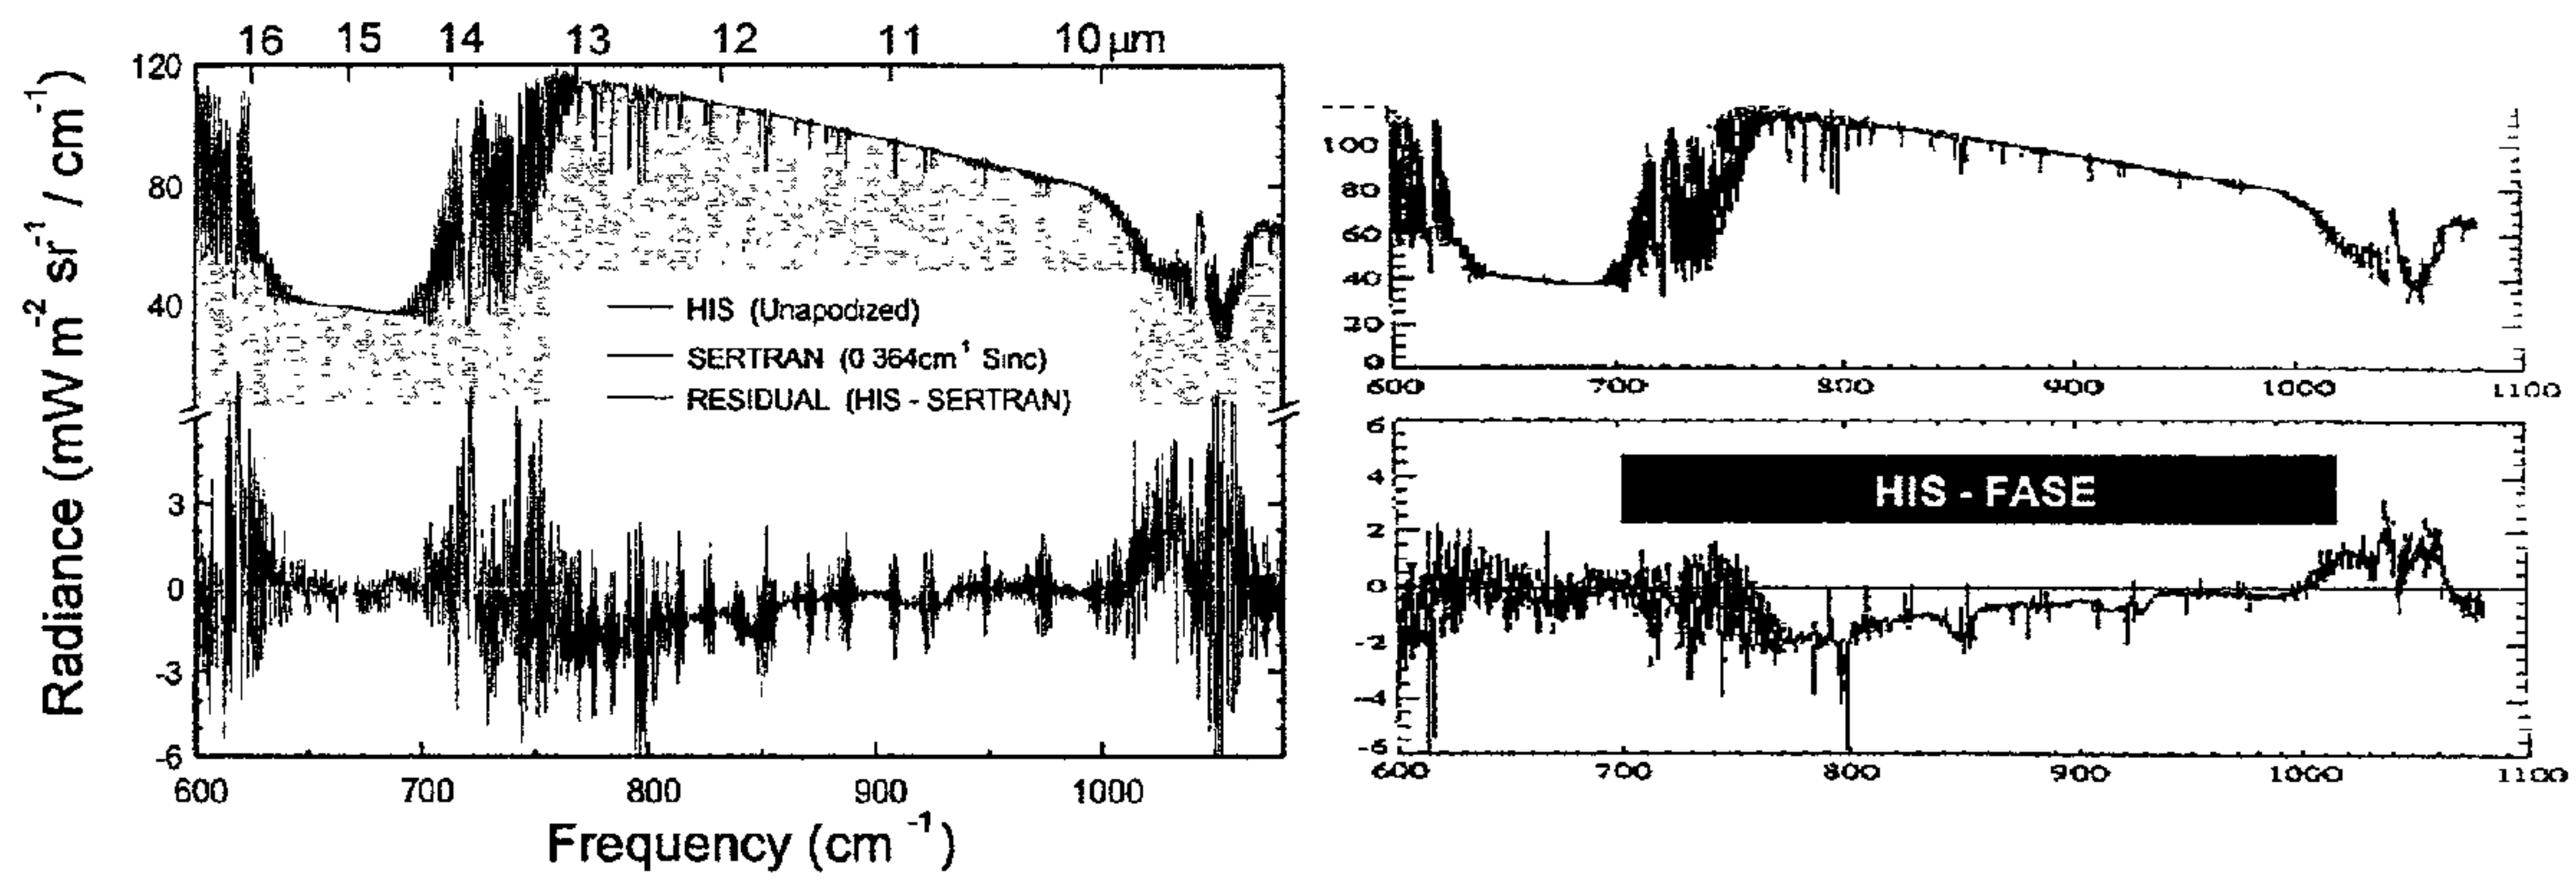 16 15 14 13 12 11 10 µm
120
80
40
3
0
-3
-6
Radiance (mW m-2 sr-1 / cm-1)
HIS (Unapodized)
SERTRAN (0 364cm-1 Sinc)
RESIDUAL (HIS - SERTRAN)
600 700 800 900 1000
Frequency (cm -1)
100
80
60
40
20
0
600 700 800 900 1000 1100
6
4
2
0
-2
-4
-6
HIS - FASE
600 700 800 900 1000 1100